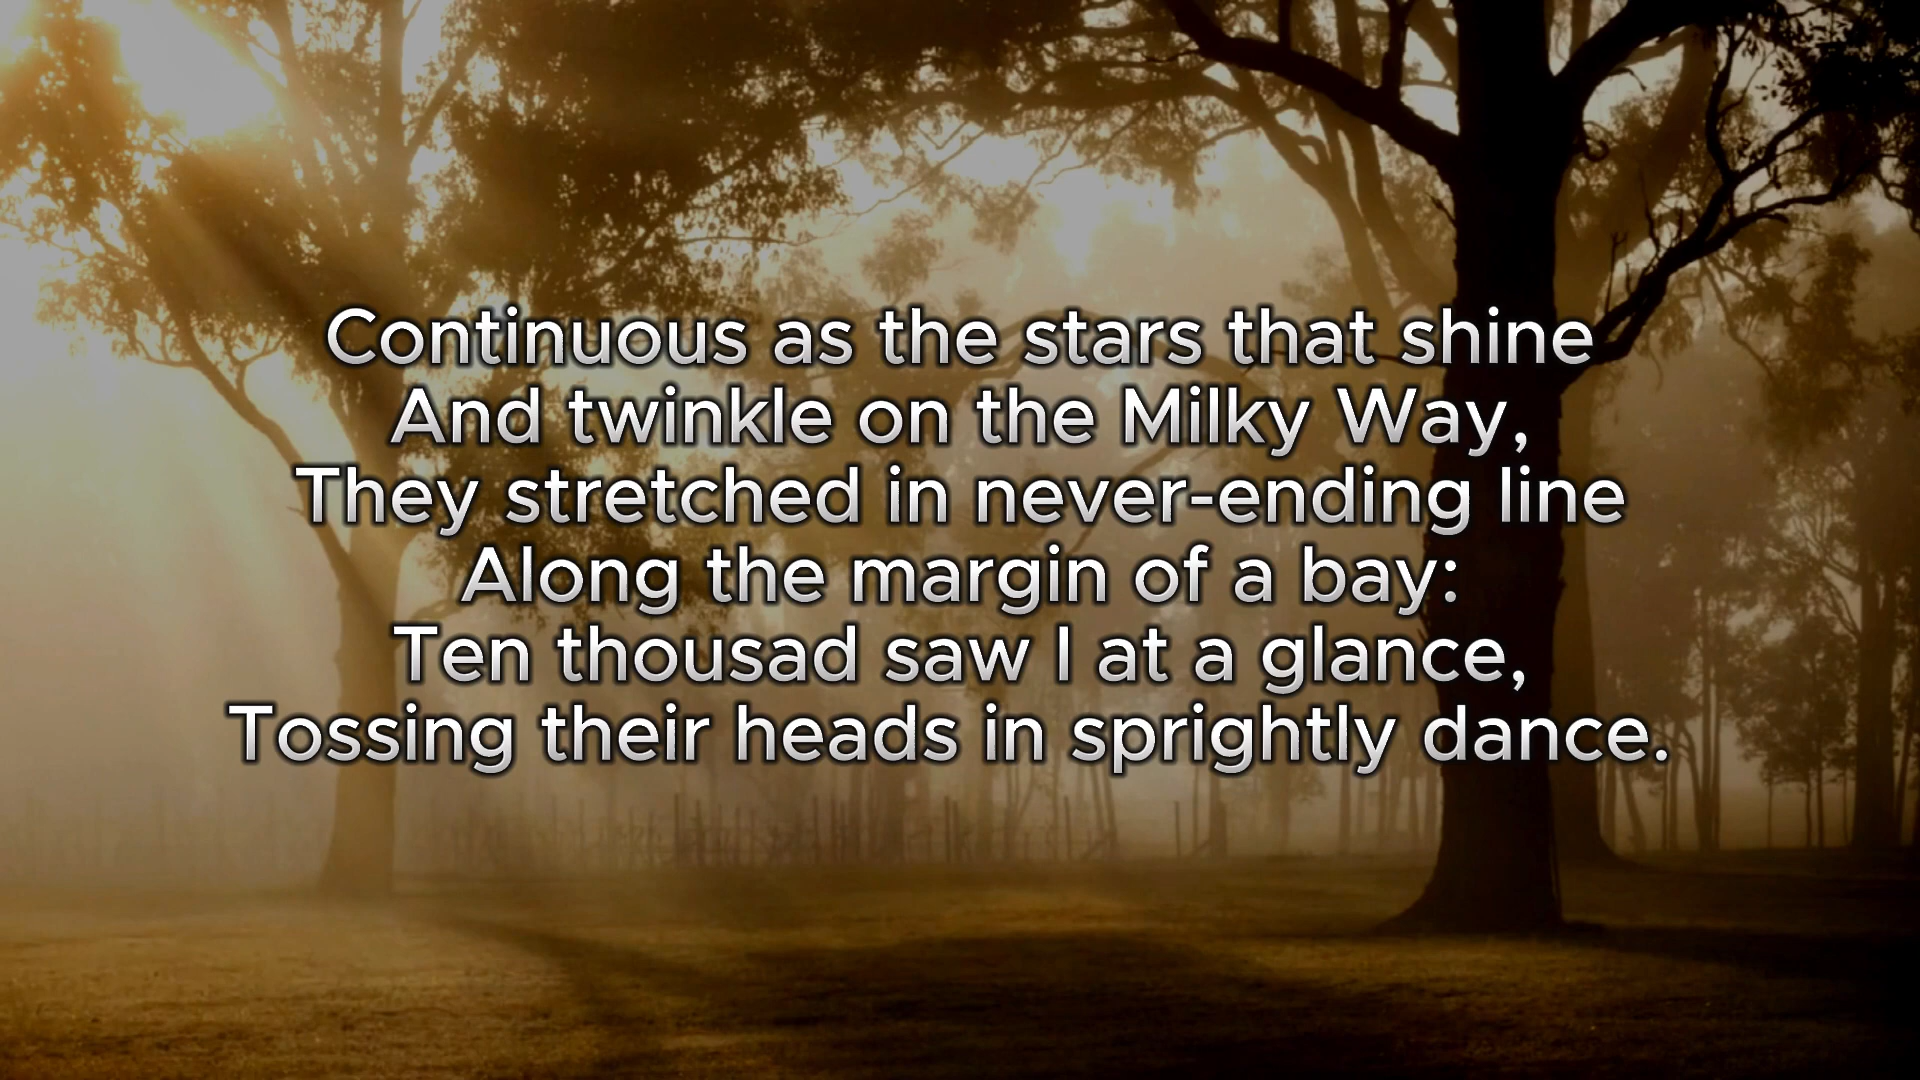 Continuous as the stars that shine
And twinkle on the Milky Way,
They stretched in never-ending line
Along the margin of a bay:
Ten thousad saw I at a glance,
Tossing their heads in sprightly dance.